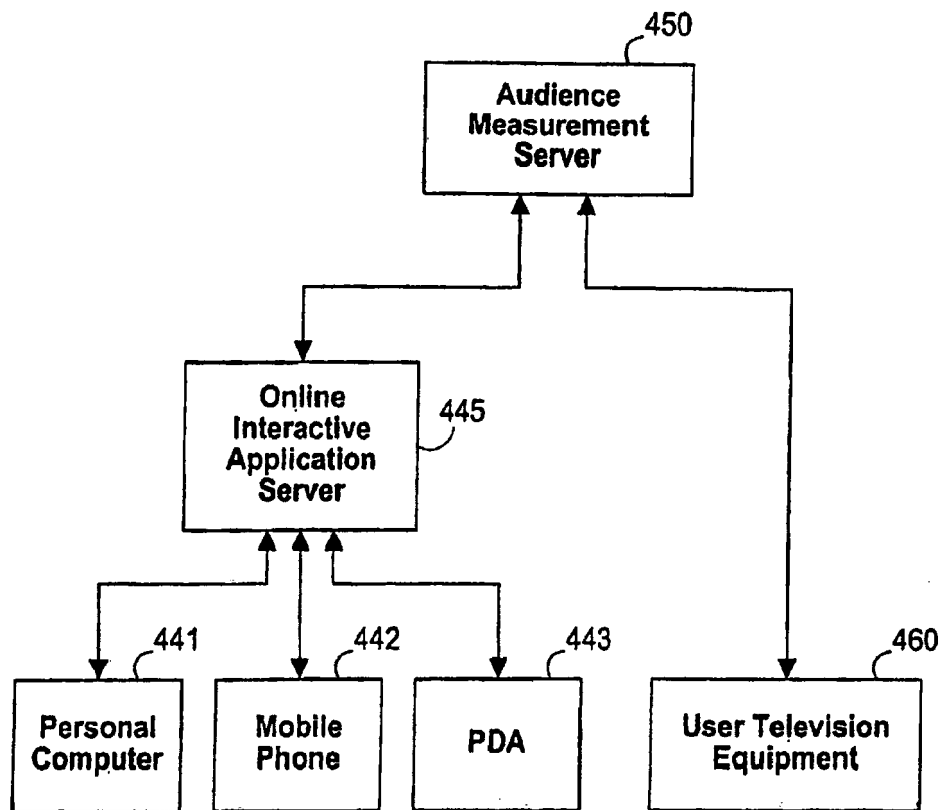 450
Audience
Measurement
Server
Online
Interactive
Application
Server
445
441
442
443
460
Personal
Computer
Mobile
Phone
PDA
User Television
Equipment